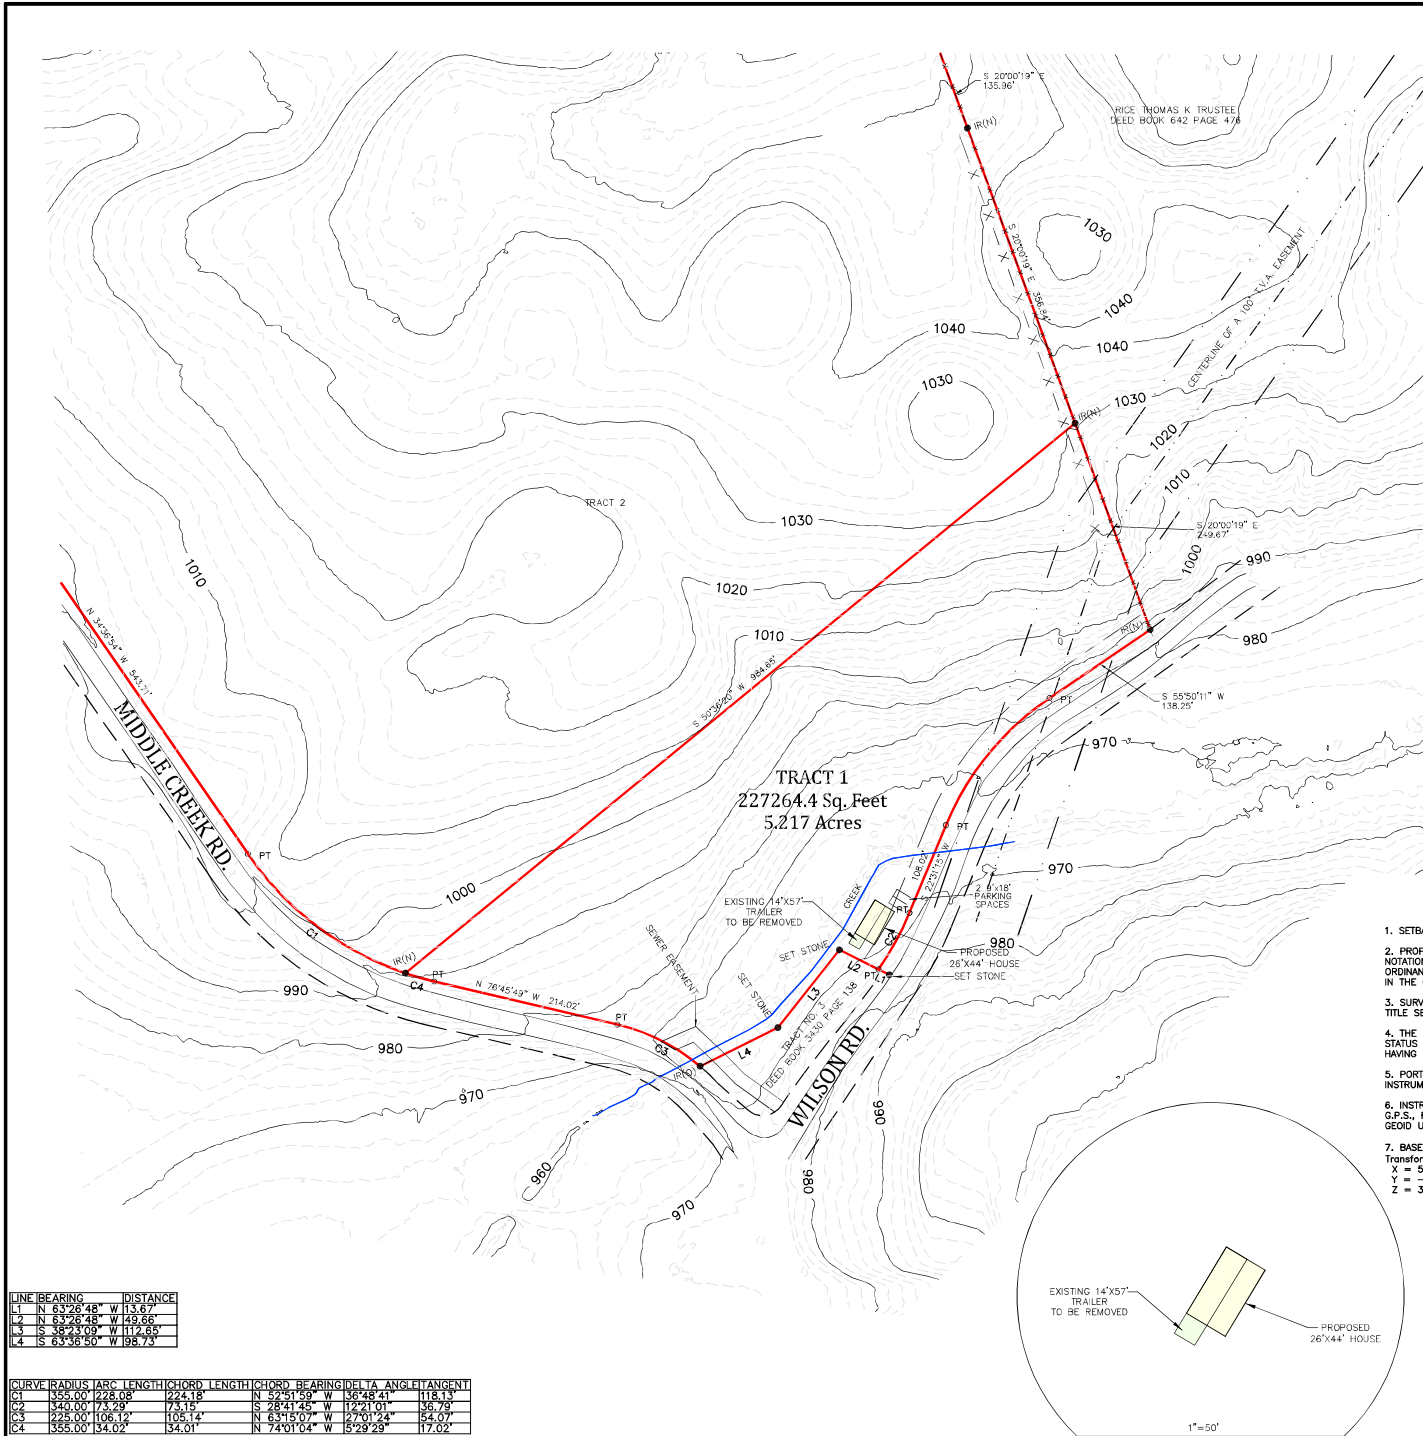 S 20°00'19" E
135.96'
IR(N)
RICE THOMAS K TRUSTEE
DEED BOOK 642 PAGE 476
S 20°00'19" E 356.84'
1030
1040
1040
1040
CENTERLINE OF A 100' T.V.A. EASEMENT
1030
1030
IR(N)
1020
1010
TRACT 2
1030
S 20°00'19" E
249.67'
1000
990
1010
1020
1010
IR(N)
980
N 34°36'54" W 543.71'
S 50°36'20" W 984.65'
S 55°50'11" W
138.25'
PT
MIDDLE CREEK RD.
970
TRACT 1
227264.4 Sq. Feet
5.217 Acres
PT
PT
108.02'
S 22°31'15" W
970
1000
CREEK
EXISTING 14'X57'
TRAILER
TO BE REMOVED
2 9'x18'
PARKING
SPACES
PT
C1
C2
SEWER EASEMENT
SET STONE
PROPOSED
26'X44' HOUSE
980
SET STONE
L2
PT
L1
IR(N)
PT
C4
N 76°45'49" W 214.02'
990
SET STONE
L3
TRACT NO. 3
DEED BOOK 3430 PAGE 138
PT
C3
L4
WILSON RD.
980
IR(O)
970
990
960
980
970
1. SETBA
2. PROP
NOTATION
ORDINAN
IN THE
3. SURV
TITLE SE
4. THE
STATUS
HAVING
5. PORT
INSTRUM
6. INSTR
G.P.S.,
GEOID U
7. BASE
Transfor
X = 5
Y = -
Z = 3
EXISTING 14'X57'
TRAILER
TO BE REMOVED
PROPOSED
26'X44' HOUSE
1"=50'
LINE BEARING DISTANCE
L1 N 63°26'48" W 13.67'
L2 N 63°26'48" W 49.66'
L3 S 38°23'09" W 112.65'
L4 S 63°36'50" W 98.73'
CURVE RADIUS ARC LENGTH CHORD LENGTH CHORD BEARING DELTA ANGLE TANGENT
C1 355.00' 228.08' 224.18' N 52°51'59" W 36°48'41" 118.13'
C2 340.00' 73.29' 73.15' S 28°41'45" W 12°21'01" 36.79'
C3 225.00' 106.12' 105.14' N 63°15'07" W 27°01'24" 54.07'
C4 355.00' 34.02' 34.01' N 74°01'04" W 5°29'29" 17.02'